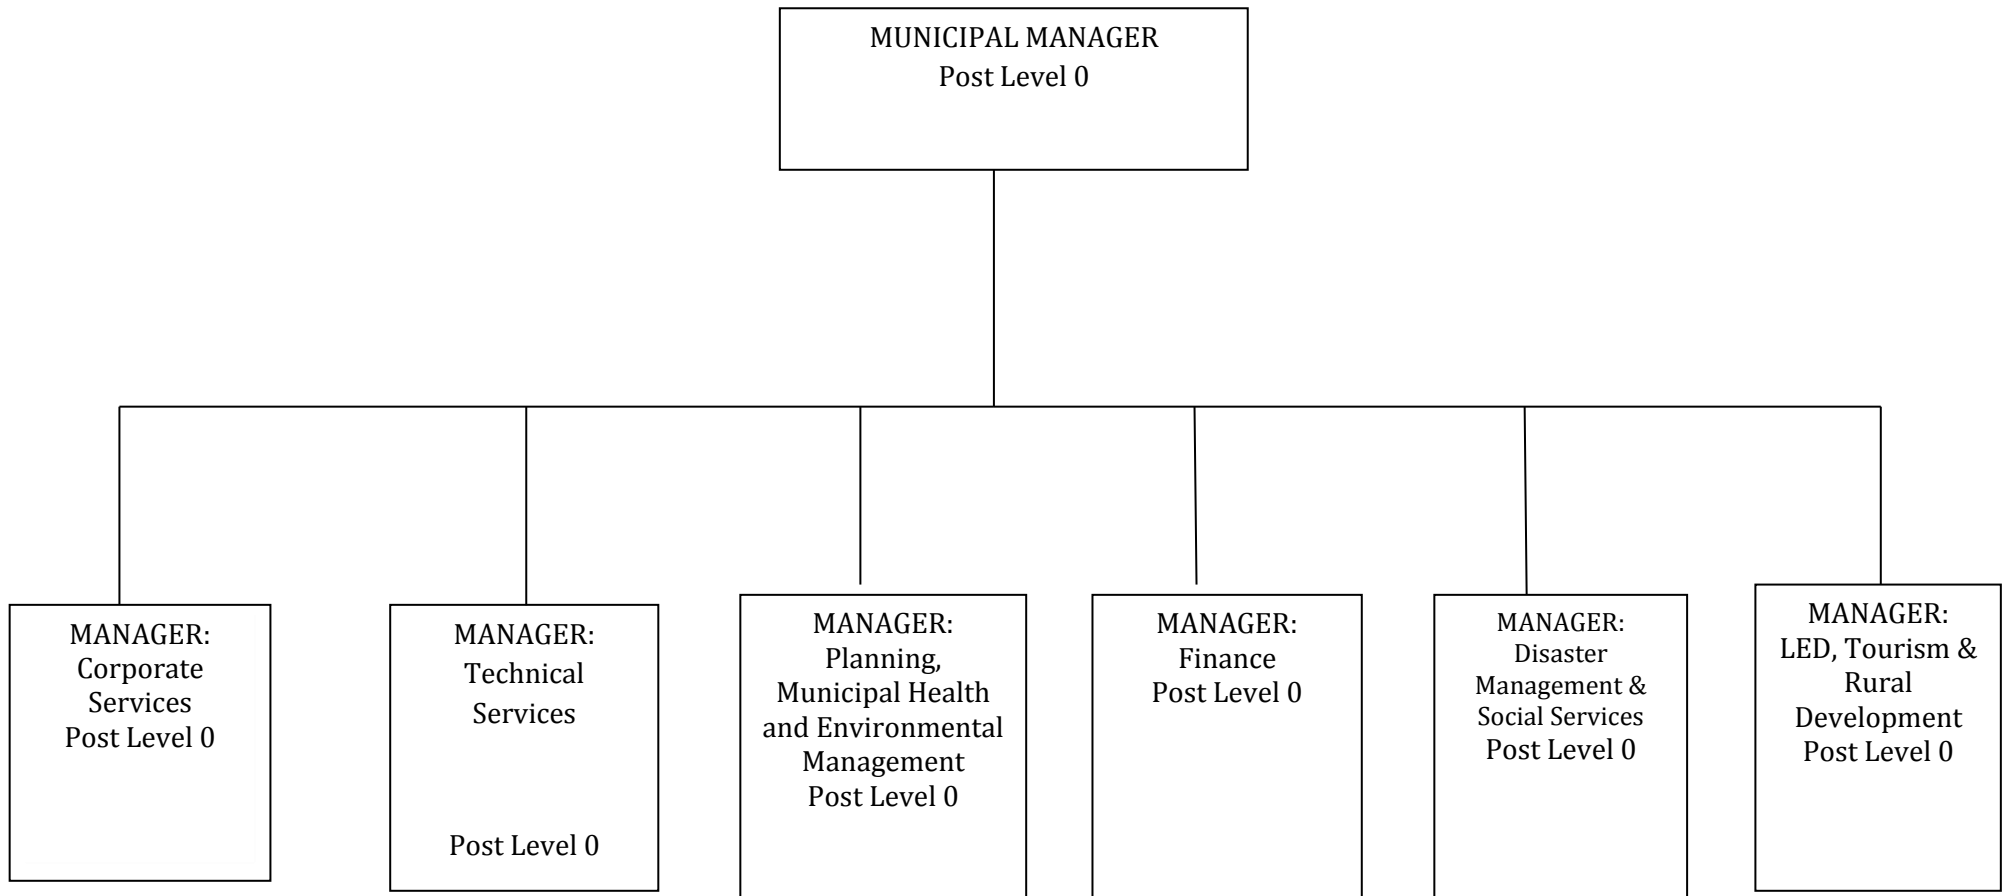 MUNICIPAL MANAGER
Post Level 0
MANAGER:
Corporate
Services
Post Level 0
MANAGER:
Technical
Services
Post Level 0
MANAGER:
Planning,
Municipal Health
and Environmental
Management
Post Level 0
MANAGER:
Finance
Post Level 0
MANAGER:
Disaster
Management &
Social Services
Post Level 0
MANAGER:
LED, Tourism &
Rural
Development
Post Level 0